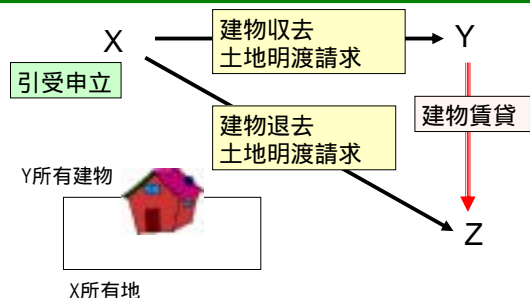 X
建物収去
土地明渡請求
Y
引受申立
建物退去
土地明渡請求
建物賃貸
Y所有建物
Z
X所有地